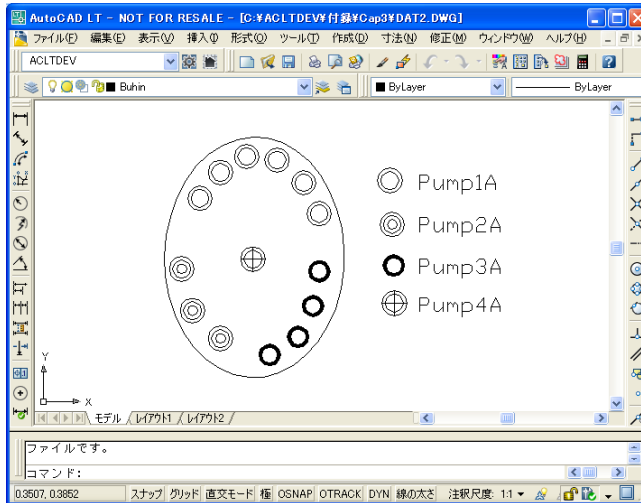 AutoCAD LT - NOT FOR RESALE - [C:¥ACLTDEV¥付録¥Cap3¥DAT2.DWG]
ファイル(F) 編集(E) 表示(V) 挿入(I) 形式(O) ツール(T) 作成(D) 寸法(N) 修正(M) ウィンドウ(W) ヘルプ(H)
ACLTDEV
Buhin ByLayer ByLayer
Pump1A
Pump2A
Pump3A
Pump4A
Y
X
モデル レイアウト1 レイアウト2
ファイルです。
コマンド:
0.3507, 0.3852 スナップ グリッド 直交モード 極 OSNAP OTRACK DYN 線の太さ 注釈尺度: 1:1